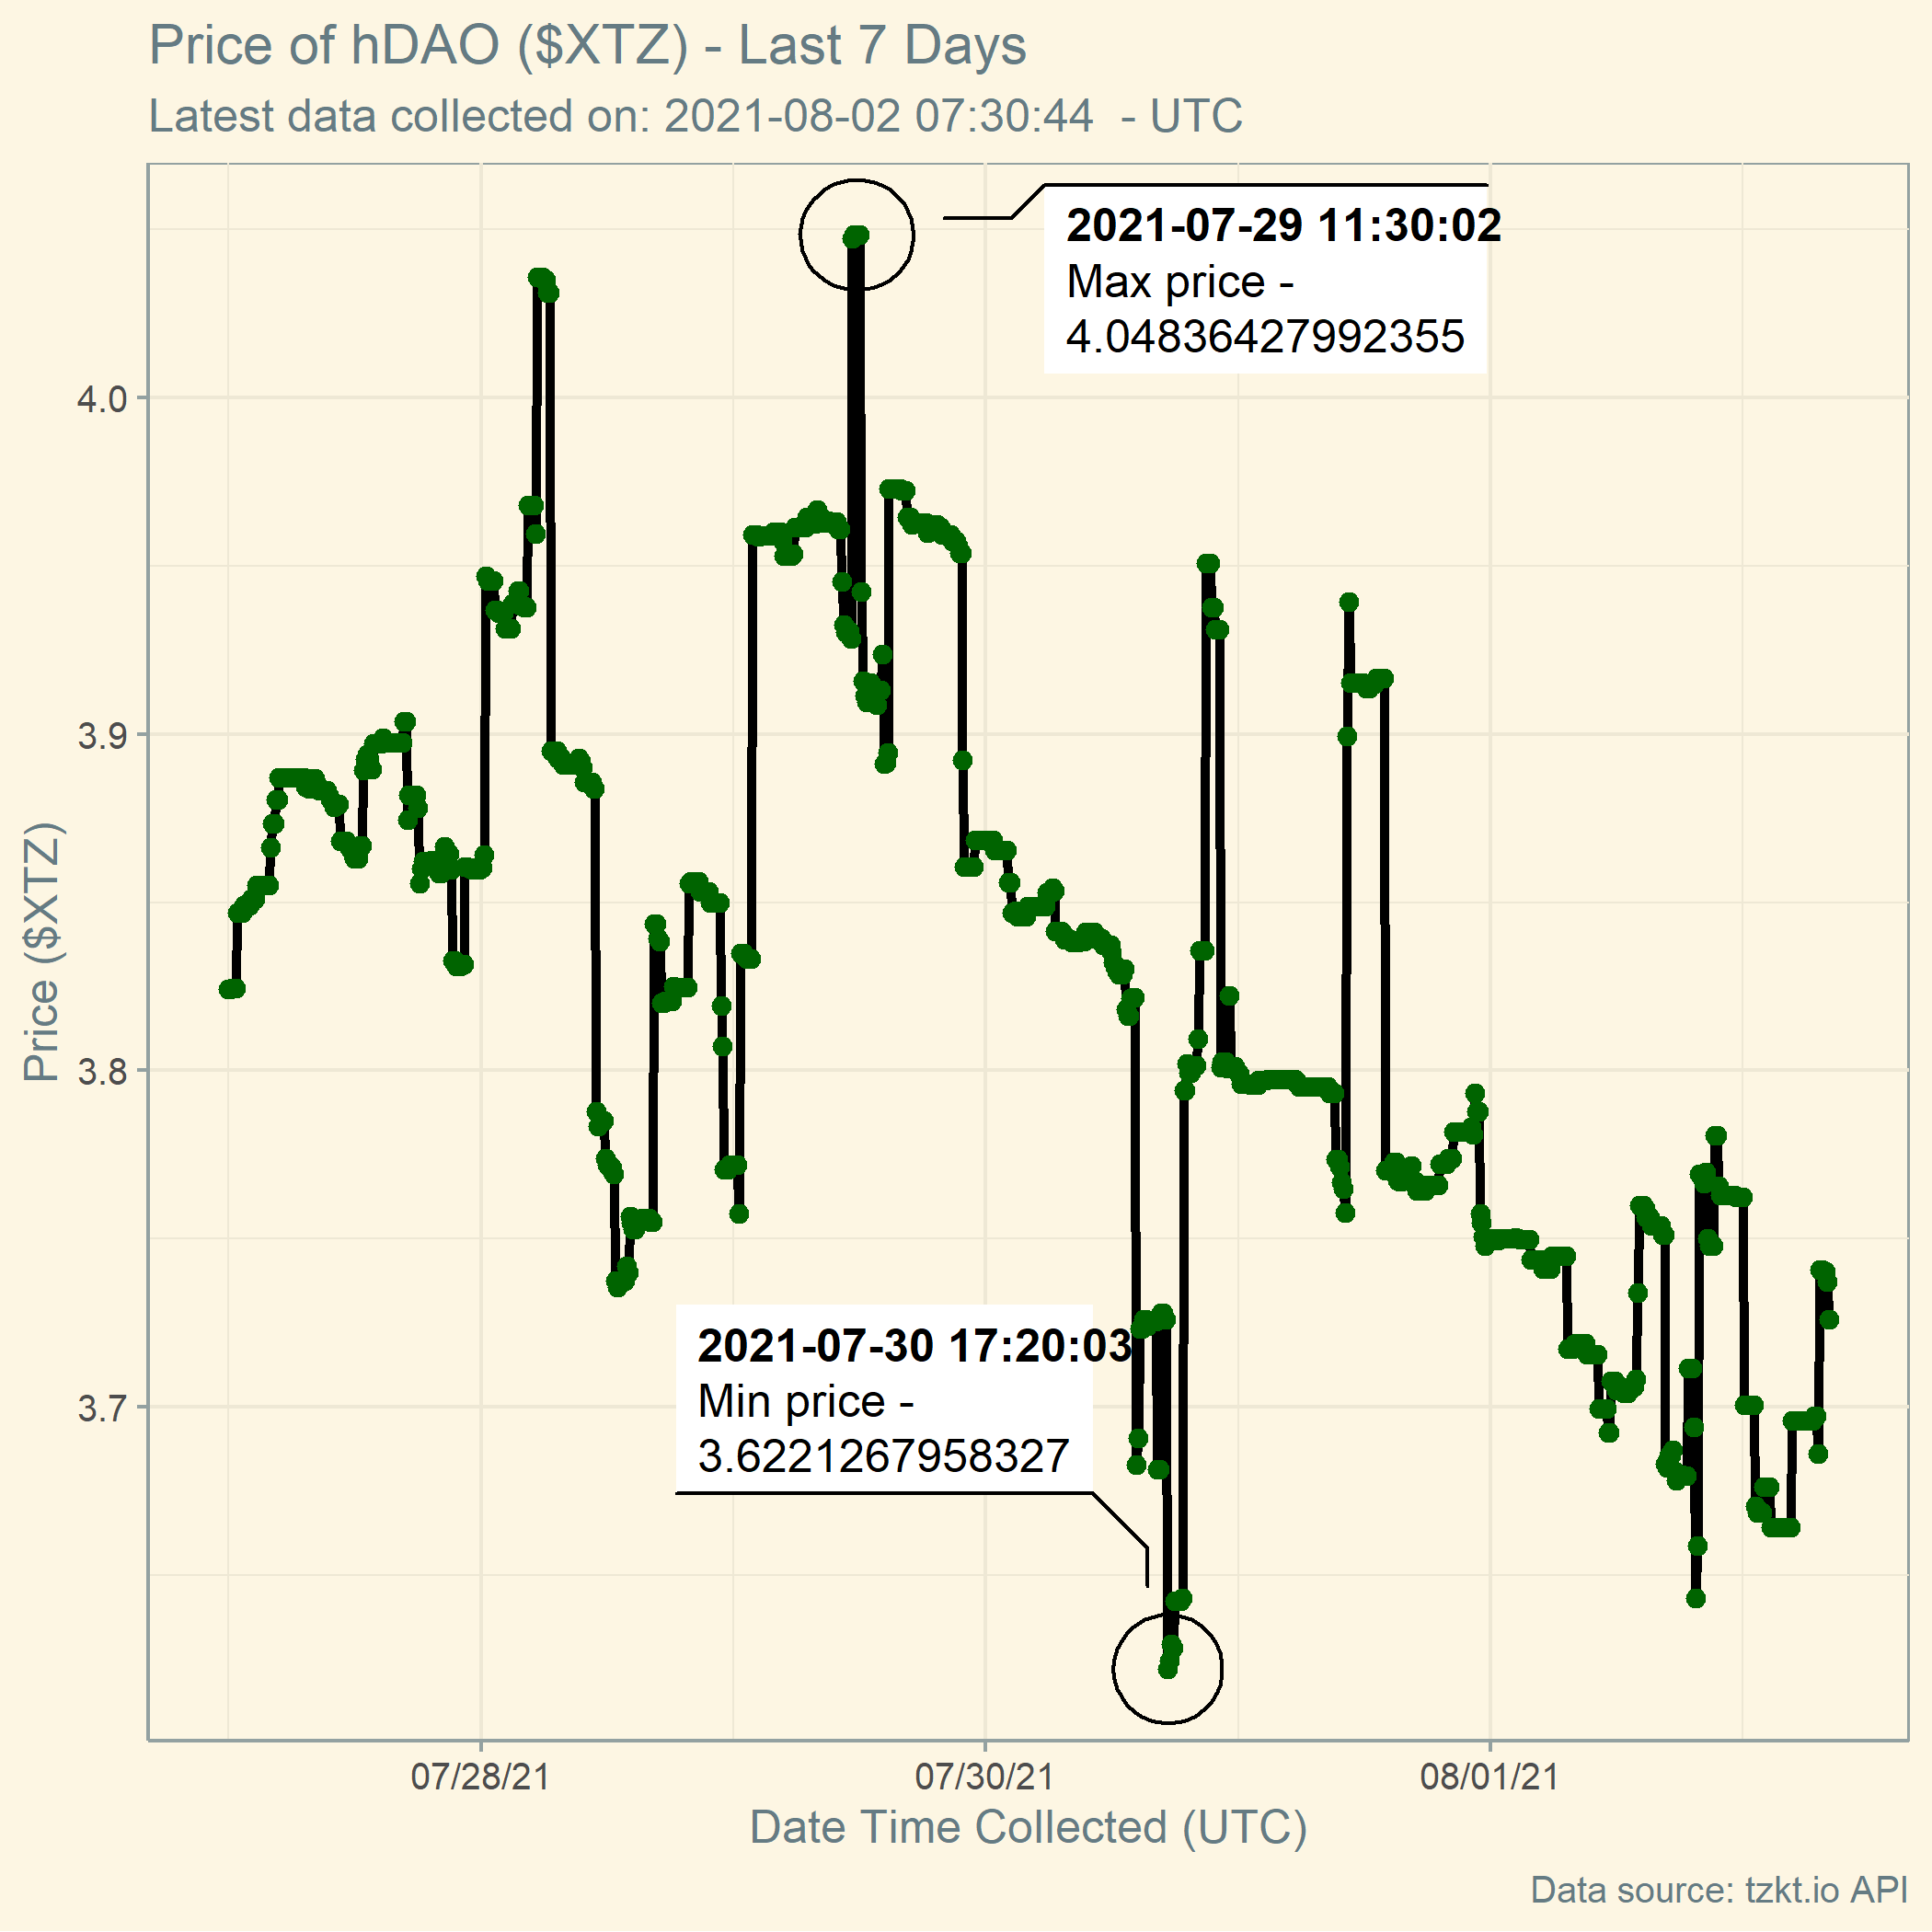 Price of hDAO ($XTZ) - Last 7 Days
Latest data collected on: 2021-08-02 07:30:44  - UTC
2021-07-29 11:30:02
Max price -
4.04836427992355
4.0
3.9
3.8
3.7
Price ($XTZ)
2021-07-30 17:20:03
Min price -
3.6221267958327
07/28/21
07/30/21
08/01/21
Date Time Collected (UTC)
Data source: tzkt.io API